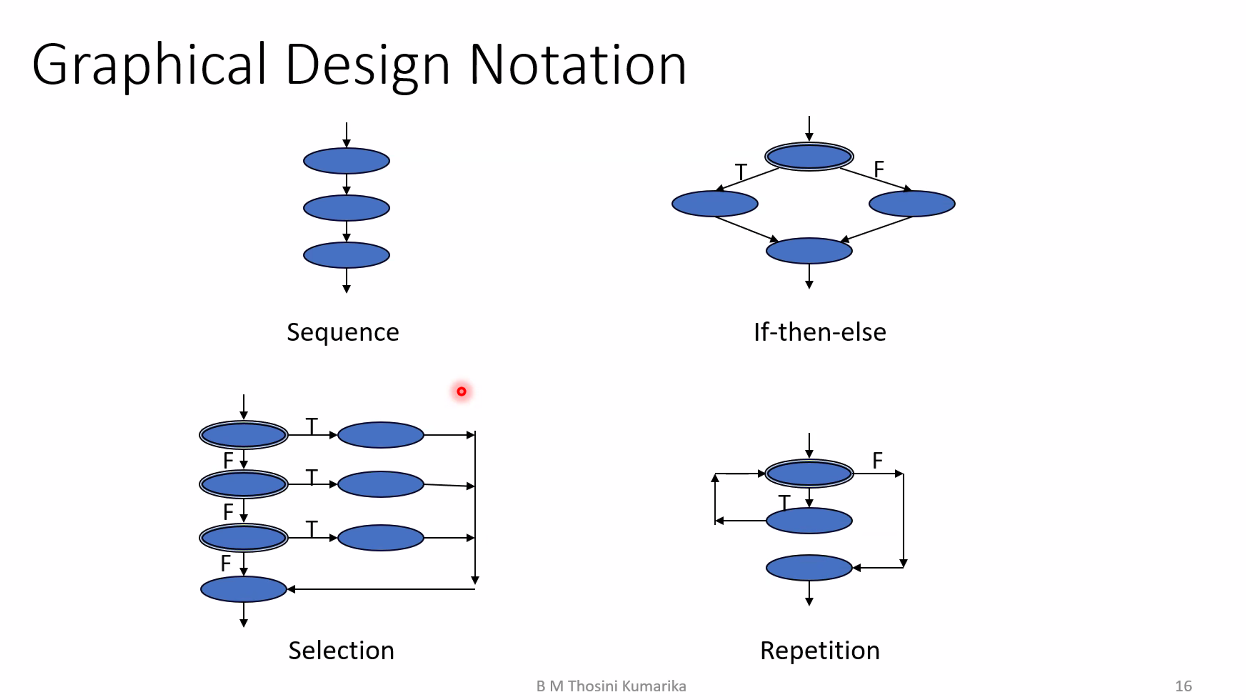 Graphical Design Notation
T
F
Sequence
If-then-else
T
F
T
F
T
F
F
T
Selection
Repetition
B M Thosini Kumarika
16